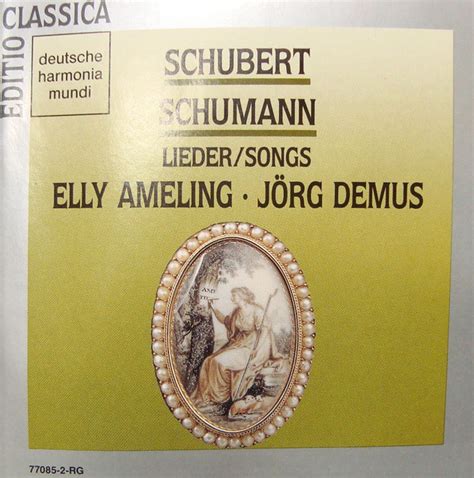 EDITIO CLASSICA
deutsche
harmonia
mundi
SCHUBERT
SCHUMANN
LIEDER/SONGS
ELLY AMELING · JÖRG DEMUS
77085-2-RG